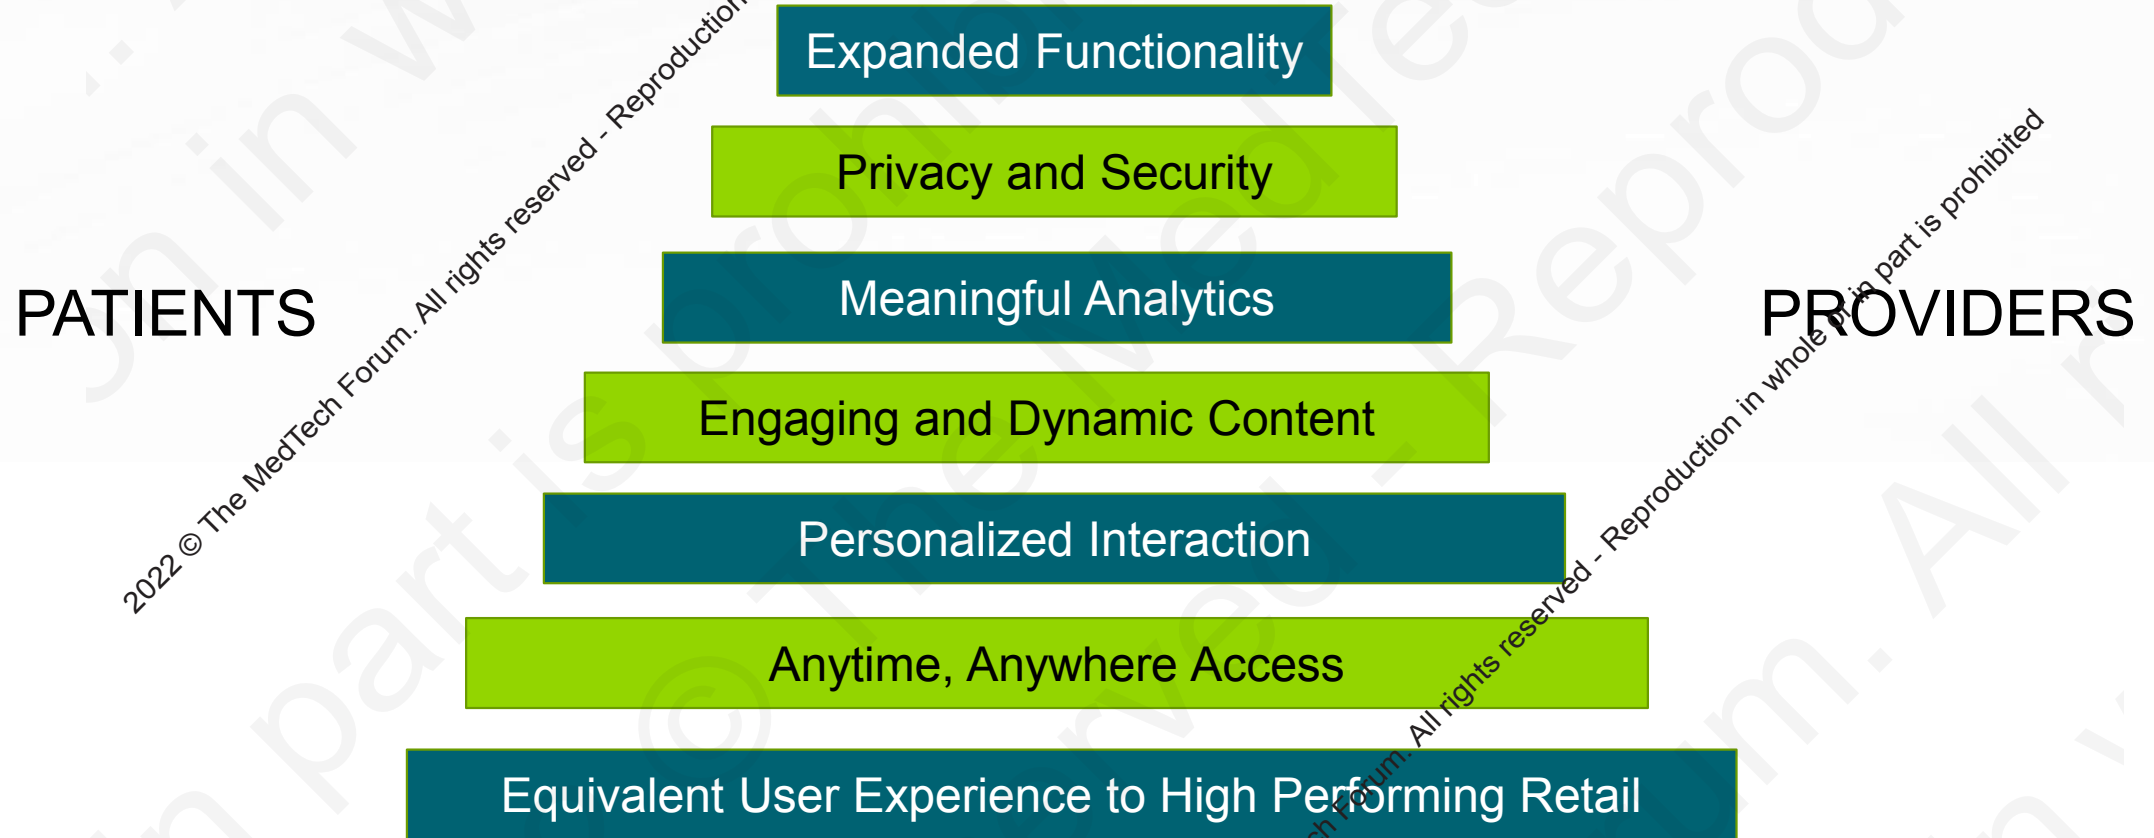 Expanded Functionality
Privacy and Security
Meaningful Analytics
PATIENTS
PROVIDERS
Engaging and Dynamic Content
Personalized Interaction
Anytime, Anywhere Access
Equivalent User Experience to High Performing Retail
2022 © The MedTech Forum. All rights reserved - Reproduction
Forum. All rights reserved - Reproduction in whole or in part is prohibited